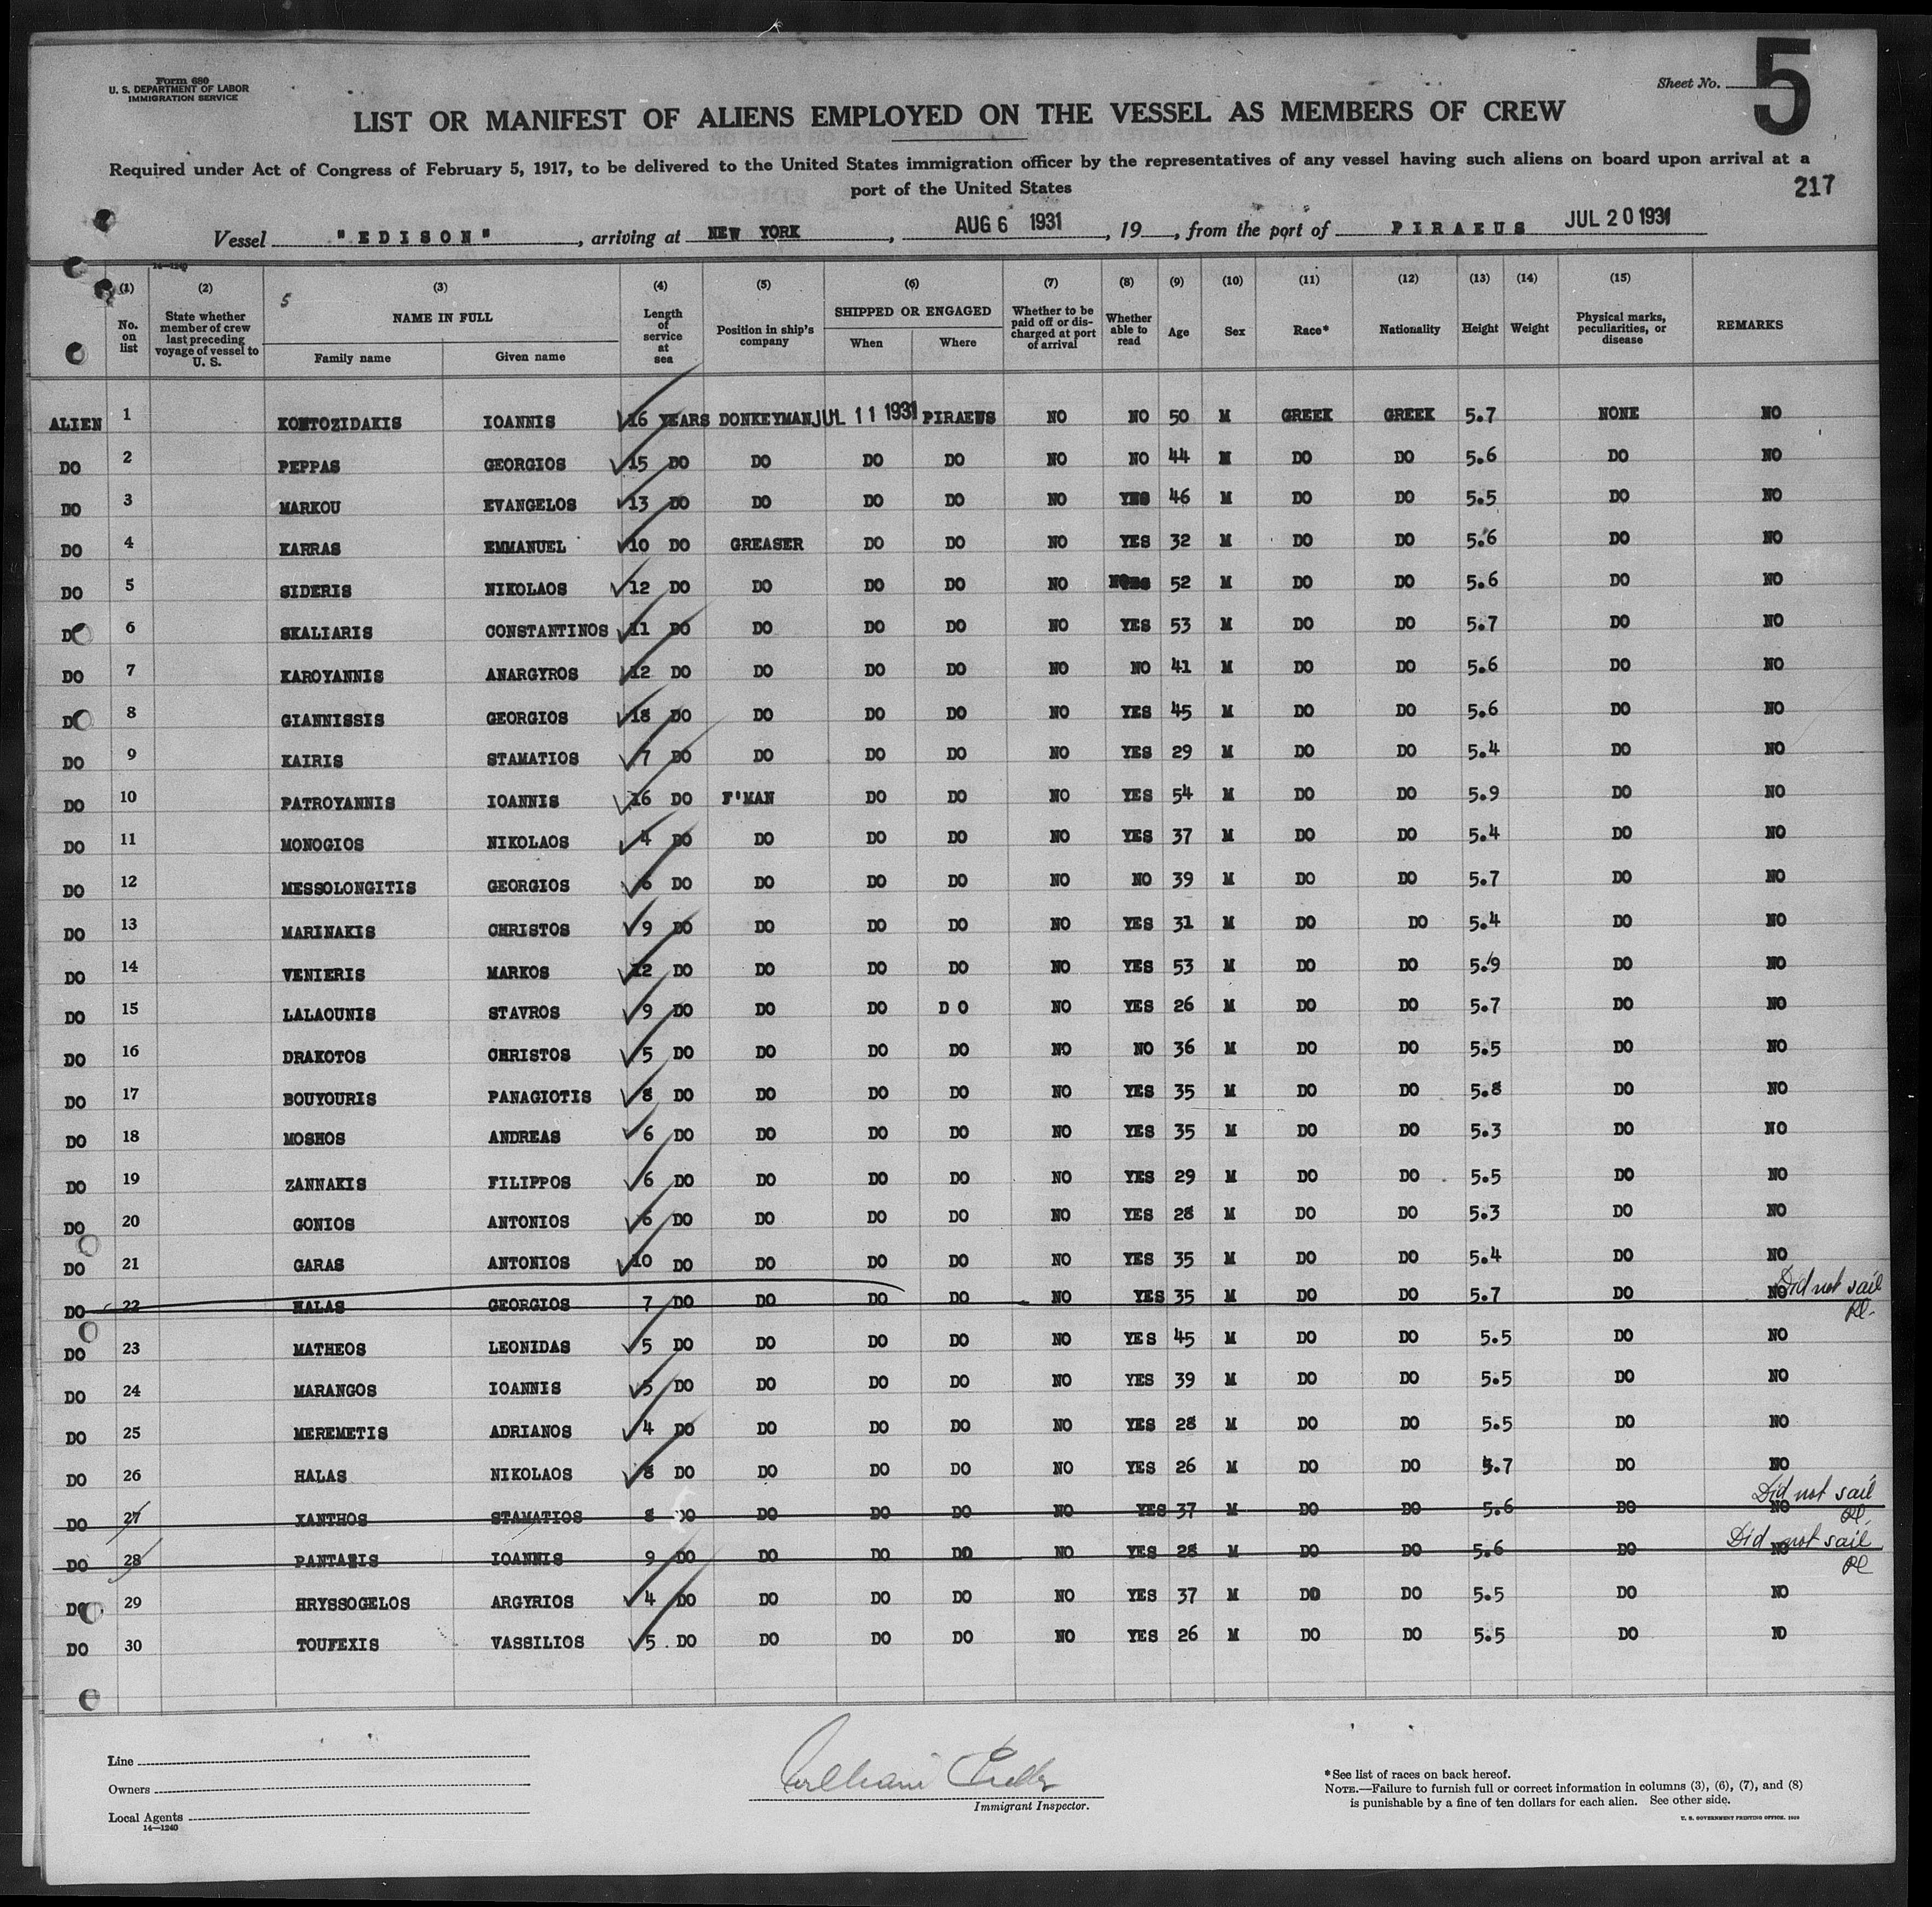 Form 680
U. S. DEPARTMENT OF LABOR
IMMIGRATION SERVICE
Sheet No. 5
LIST OR MANIFEST OF ALIENS EMPLOYED ON THE VESSEL AS MEMBERS OF CREW
Required under Act of Congress of February 5, 1917, to be delivered to the United States immigration officer by the representatives of any vessel having such aliens on board upon arrival at a
port of the United States
217
Vessel "EDISON", arriving at NEW YORK, AUG 6 1931, 19, from the port of PIRAEUS JUL 20 1931
14—1240
(1) (2) (3) (4) (5) (6) (7) (8) (9) (10) (11) (12) (13) (14) (15)
5
No. on list State whether member of crew last preceding voyage of vessel to U. S. NAME IN FULL Family name Given name Length of service at sea Position in ship's company SHIPPED OR ENGAGED When Where Whether to be paid off or discharged at port of arrival Whether able to read Age Sex Race* Nationality Height Weight Physical marks, peculiarities, or disease REMARKS
ALIEN 1 KONTOZIDAKIS IOANNIS 16 YEARS DONKEYMAN JUL 11 1931 PIRAEUS NO NO 50 M GREEK GREEK 5.7 NONE NO
DO 2 PEPPAS GEORGIOS 15 DO DO DO DO NO NO 44 M DO DO 5.6 DO NO
DO 3 MARKOU EVANGELOS 13 DO DO DO DO NO YES 46 M DO DO 5.5 DO NO
DO 4 KARRAS EMMANUEL 10 DO GREASER DO DO NO YES 32 M DO DO 5.6 DO NO
DO 5 SIDERIS NIKOLAOS 12 DO DO DO DO NO NO 52 M DO DO 5.6 DO NO
DO 6 SKALIARIS CONSTANTINOS 11 DO DO DO DO NO YES 53 M DO DO 5.7 DO NO
DO 7 KAROYANNIS ANARGYROS 12 DO DO DO DO NO NO 41 M DO DO 5.6 DO NO
DO 8 GIANNISSIS GEORGIOS 18 DO DO DO DO NO YES 45 M DO DO 5.6 DO NO
DO 9 KAIRIS STAMATIOS 7 DO DO DO DO NO YES 29 M DO DO 5.4 DO NO
DO 10 PATROYANNIS IOANNIS 16 DO F'MAN DO DO NO YES 54 M DO DO 5.9 DO NO
DO 11 MONOGIOS NIKOLAOS 4 DO DO DO DO NO YES 37 M DO DO 5.4 DO NO
DO 12 MESSOLONGITIS GEORGIOS 6 DO DO DO DO NO NO 39 M DO DO 5.7 DO NO
DO 13 MARINAKIS CHRISTOS 9 DO DO DO DO NO YES 31 M DO DO 5.4 DO NO
DO 14 VENIERIS MARKOS 12 DO DO DO DO NO YES 53 M DO DO 5.9 DO NO
DO 15 LALAOUNIS STAVROS 9 DO DO DO D O NO YES 26 M DO DO 5.7 DO NO
DO 16 DRAKOTOS CHRISTOS 5 DO DO DO DO NO NO 36 M DO DO 5.5 DO NO
DO 17 BOUYOURIS PANAGIOTIS 8 DO DO DO DO NO YES 35 M DO DO 5.8 DO NO
DO 18 MOSHOS ANDREAS 6 DO DO DO DO NO YES 35 M DO DO 5.3 DO NO
DO 19 ZANNAKIS FILIPPOS 6 DO DO DO DO NO YES 29 M DO DO 5.5 DO NO
DO 20 GONIOS ANTONIOS 6 DO DO DO DO NO YES 28 M DO DO 5.3 DO NO
DO 21 GARAS ANTONIOS 10 DO DO DO DO NO YES 35 M DO DO 5.4 DO NO
DO 22 HALAS GEORGIOS 7 DO DO DO DO NO YES 35 M DO DO 5.7 DO NO Did not sail
DO 23 MATHEOS LEONIDAS 5 DO DO DO DO NO YES 45 M DO DO 5.5 DO NO
DO 24 MARANGOS IOANNIS 5 DO DO DO DO NO YES 39 M DO DO 5.5 DO NO
DO 25 MEREMETIS ADRIANOS 4 DO DO DO DO NO YES 28 M DO DO 5.5 DO NO
DO 26 HALAS NIKOLAOS 8 DO DO DO DO NO YES 26 M DO DO 5.7 DO NO
DO 27 XANTHOS STAMATIOS 8 DO DO DO DO NO YES 37 M DO DO 5.6 DO NO Did not sail
DO 28 PANTAZIS IOANNIS 9 DO DO DO DO NO YES 28 M DO DO 5.6 DO NO Did not sail
DO 29 HRYSSOGELOS ARGYRIOS 4 DO DO DO DO NO YES 37 M DO DO 5.5 DO NO
DO 30 TOUFEXIS VASSILIOS 5 DO DO DO DO NO YES 26 M DO DO 5.5 DO NO
Line
Owners
Local Agents
14—1240
William
Immigrant Inspector.
*See list of races on back hereof.
NOTE.—Failure to furnish full or correct information in columns (3), (6), (7), and (8)
is punishable by a fine of ten dollars for each alien. See other side.
U. S. GOVERNMENT PRINTING OFFICE. 1929